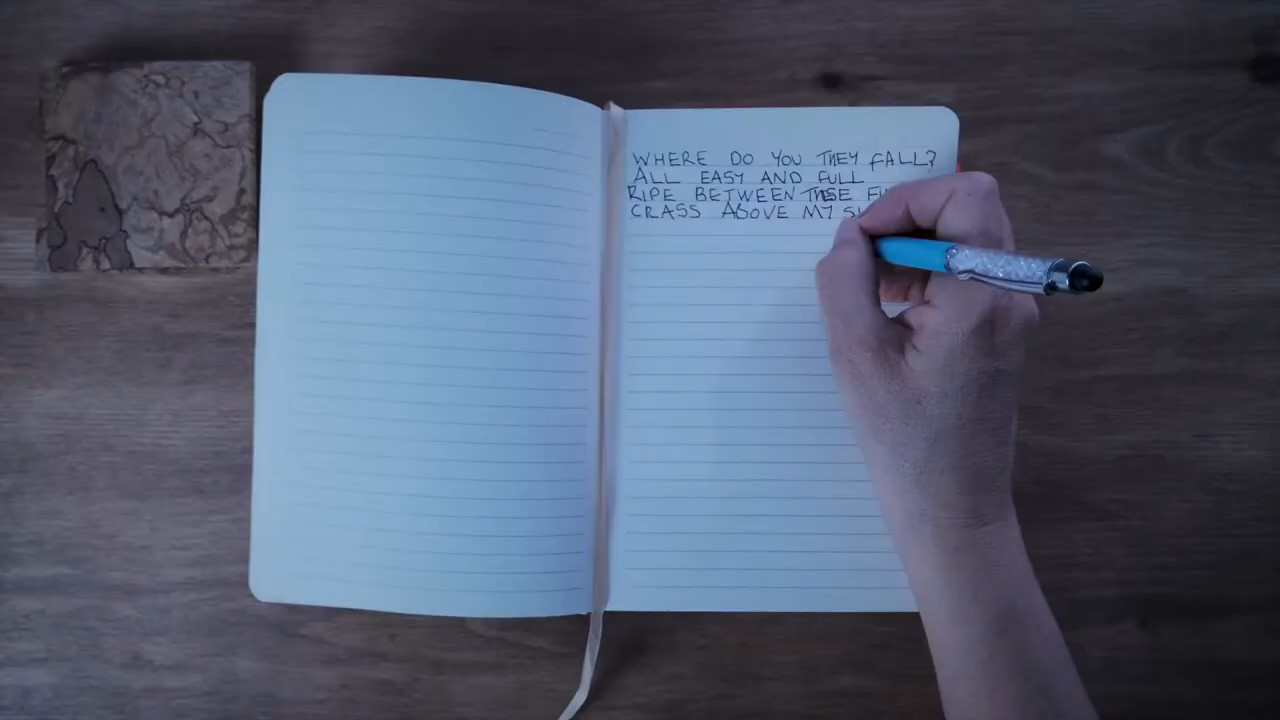 WHERE DO YOU THEY FALL?
ALL EASY AND FULL
RIPE BETWEEN THESE
CRASS ABOVE MY